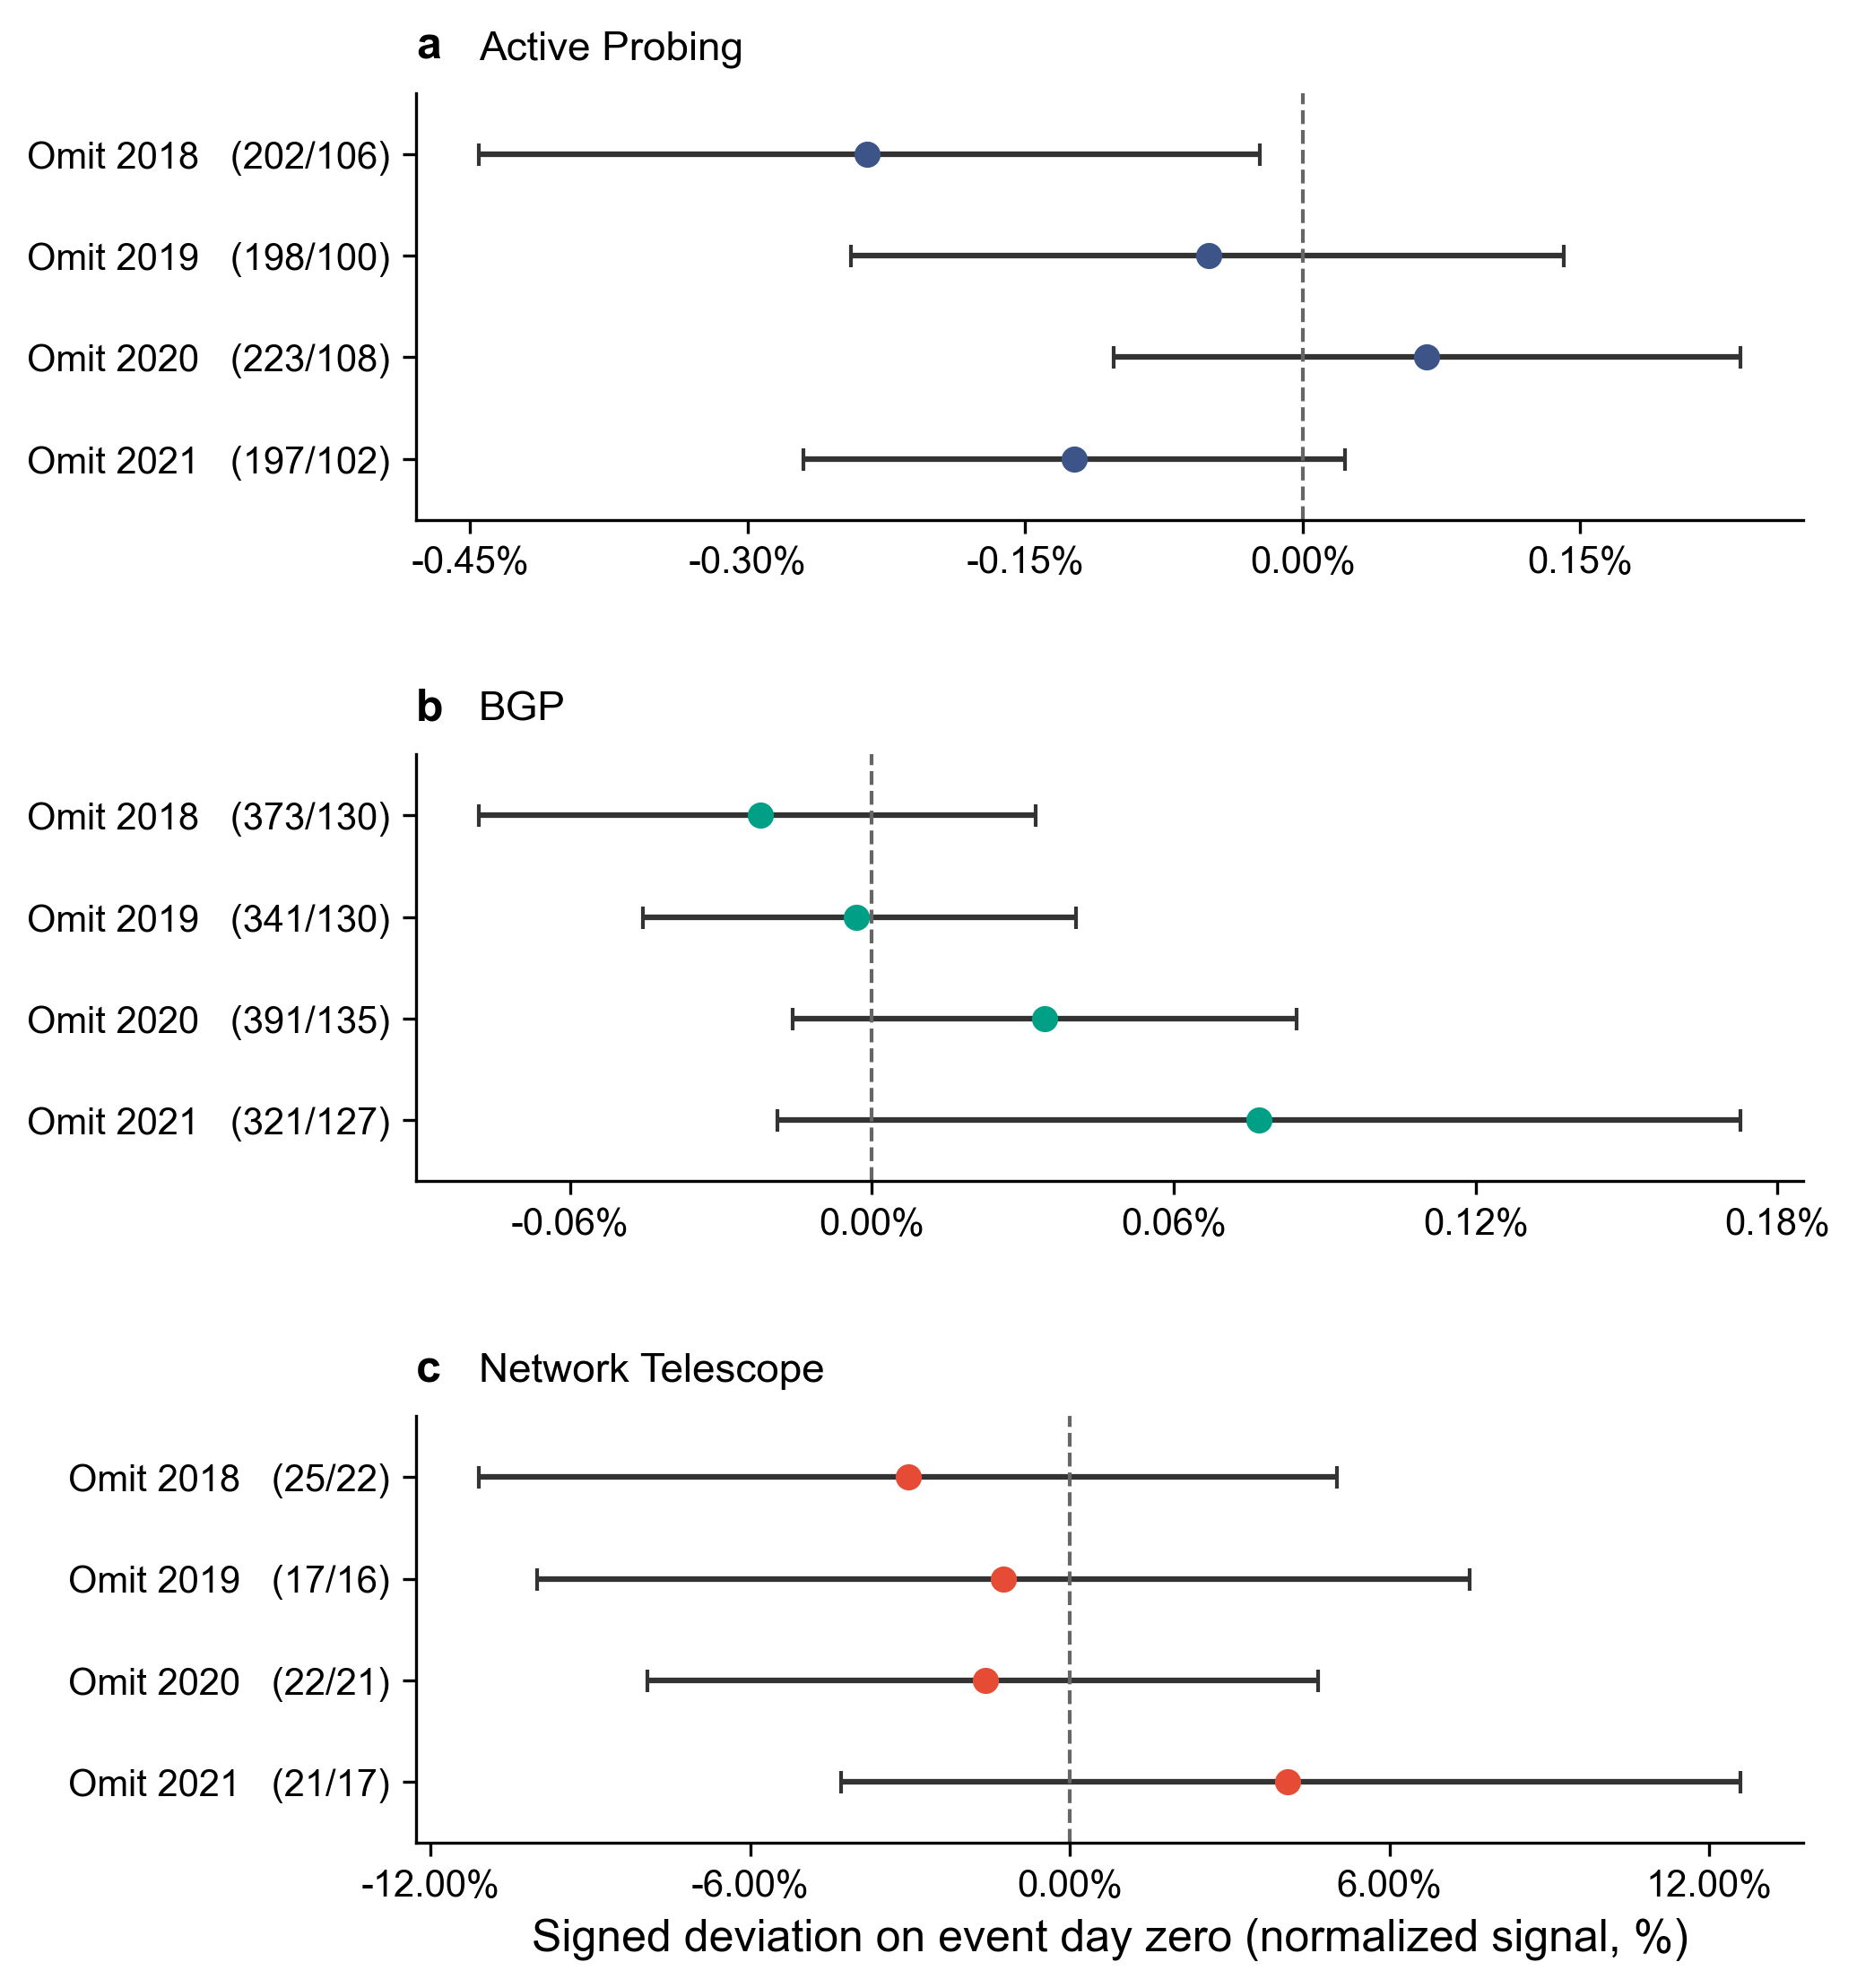 a Active Probing
Omit 2018 (202/106)
Omit 2019 (198/100)
Omit 2020 (223/108)
Omit 2021 (197/102)
-0.45% -0.30% -0.15% 0.00% 0.15%
b BGP
Omit 2018 (373/130)
Omit 2019 (341/130)
Omit 2020 (391/135)
Omit 2021 (321/127)
-0.06% 0.00% 0.06% 0.12% 0.18%
c Network Telescope
Omit 2018 (25/22)
Omit 2019 (17/16)
Omit 2020 (22/21)
Omit 2021 (21/17)
-12.00% -6.00% 0.00% 6.00% 12.00%
Signed deviation on event day zero (normalized signal, %)